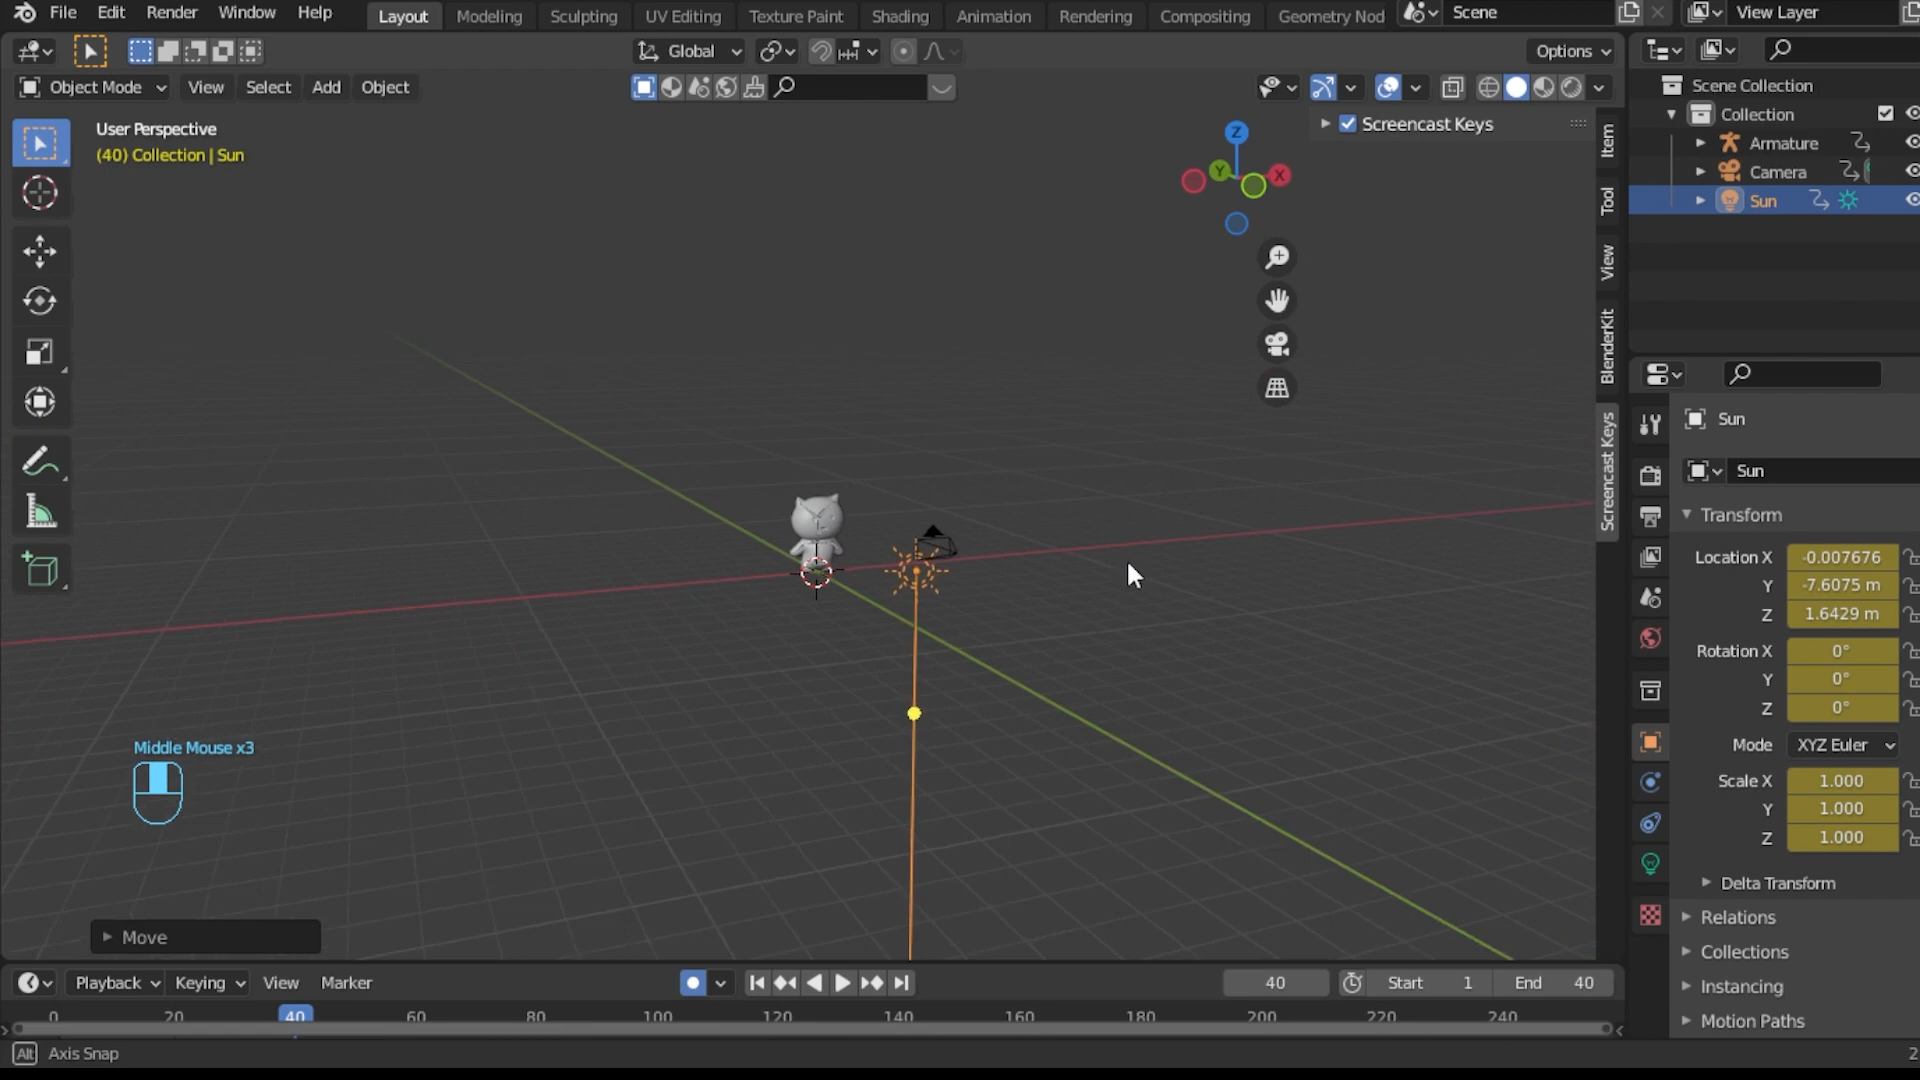 File Edit Render Window Help Layout Modeling Sculpting UV Editing Texture Paint Shading Animation Rendering Compositing Geometry Nod Scene View Layer
Global Options
Object Mode View Select Add Object
User Perspective
(40) Collection | Sun
Z
Y
X
Screencast Keys
Item
Tool
View
BlenderKit
Screencast Keys
Scene Collection
Collection
Armature
Camera
Sun
Sun
Sun
Transform
Location X -0.007676
Y -7.6075 m
Z 1.6429 m
Rotation X 0°
Y 0°
Z 0°
Mode XYZ Euler
Scale X 1.000
Y 1.000
Z 1.000
Delta Transform
Relations
Collections
Instancing
Motion Paths
Middle Mouse x3
Move
Playback Keying View Marker 40 Start 1 End 40
0 20 40 60 80 100 120 140 160 180 200 220 240
Alt Axis Snap
2